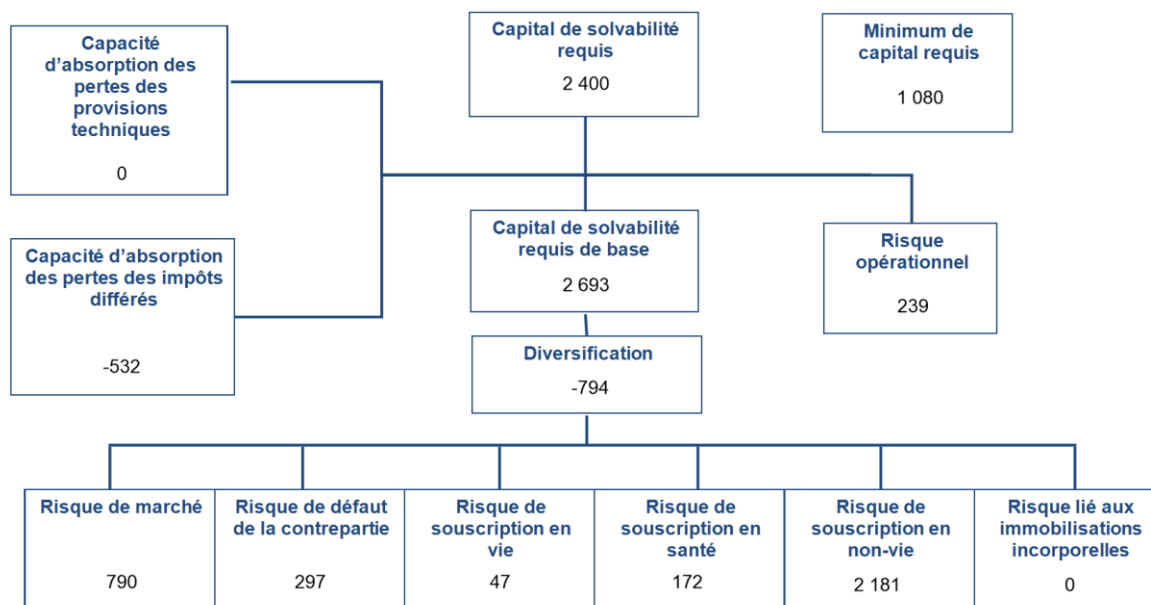 Capacité
d’absorption des
pertes des
provisions
techniques
0
Capital de solvabilité
requis
2 400
Minimum de
capital requis
1 080
Capacité d’absorption
des pertes des impôts
différés
-532
Capital de solvabilité
requis de base
2 693
Risque
opérationnel
239
Diversification
-794
Risque de marché
790
Risque de défaut
de la contrepartie
297
Risque de
souscription en
vie
47
Risque de
souscription en
santé
172
Risque de
souscription en
non-vie
2 181
Risque lié aux
immobilisations
incorporelles
0